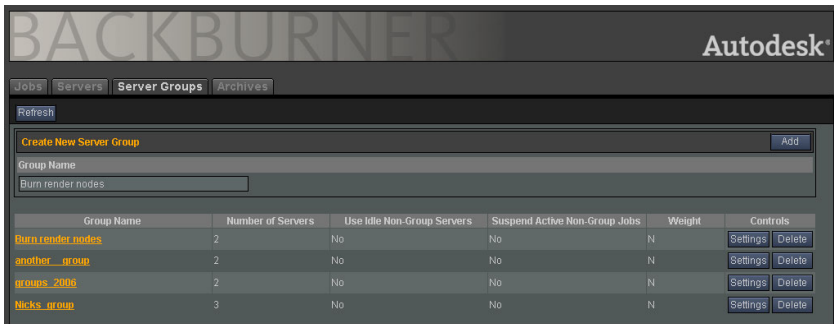 BACKBURNER
Autodesk®
Jobs Servers Server Groups Archives
Refresh
Create New Server Group Add
Group Name
Burn render nodes
Group Name Number of Servers Use Idle Non-Group Servers Suspend Active Non-Group Jobs Weight Controls
Burn render nodes 2 No No N Settings Delete
another__group 2 No No N Settings Delete
groups_2006 2 No No N Settings Delete
Nicks_group 3 No No N Settings Delete